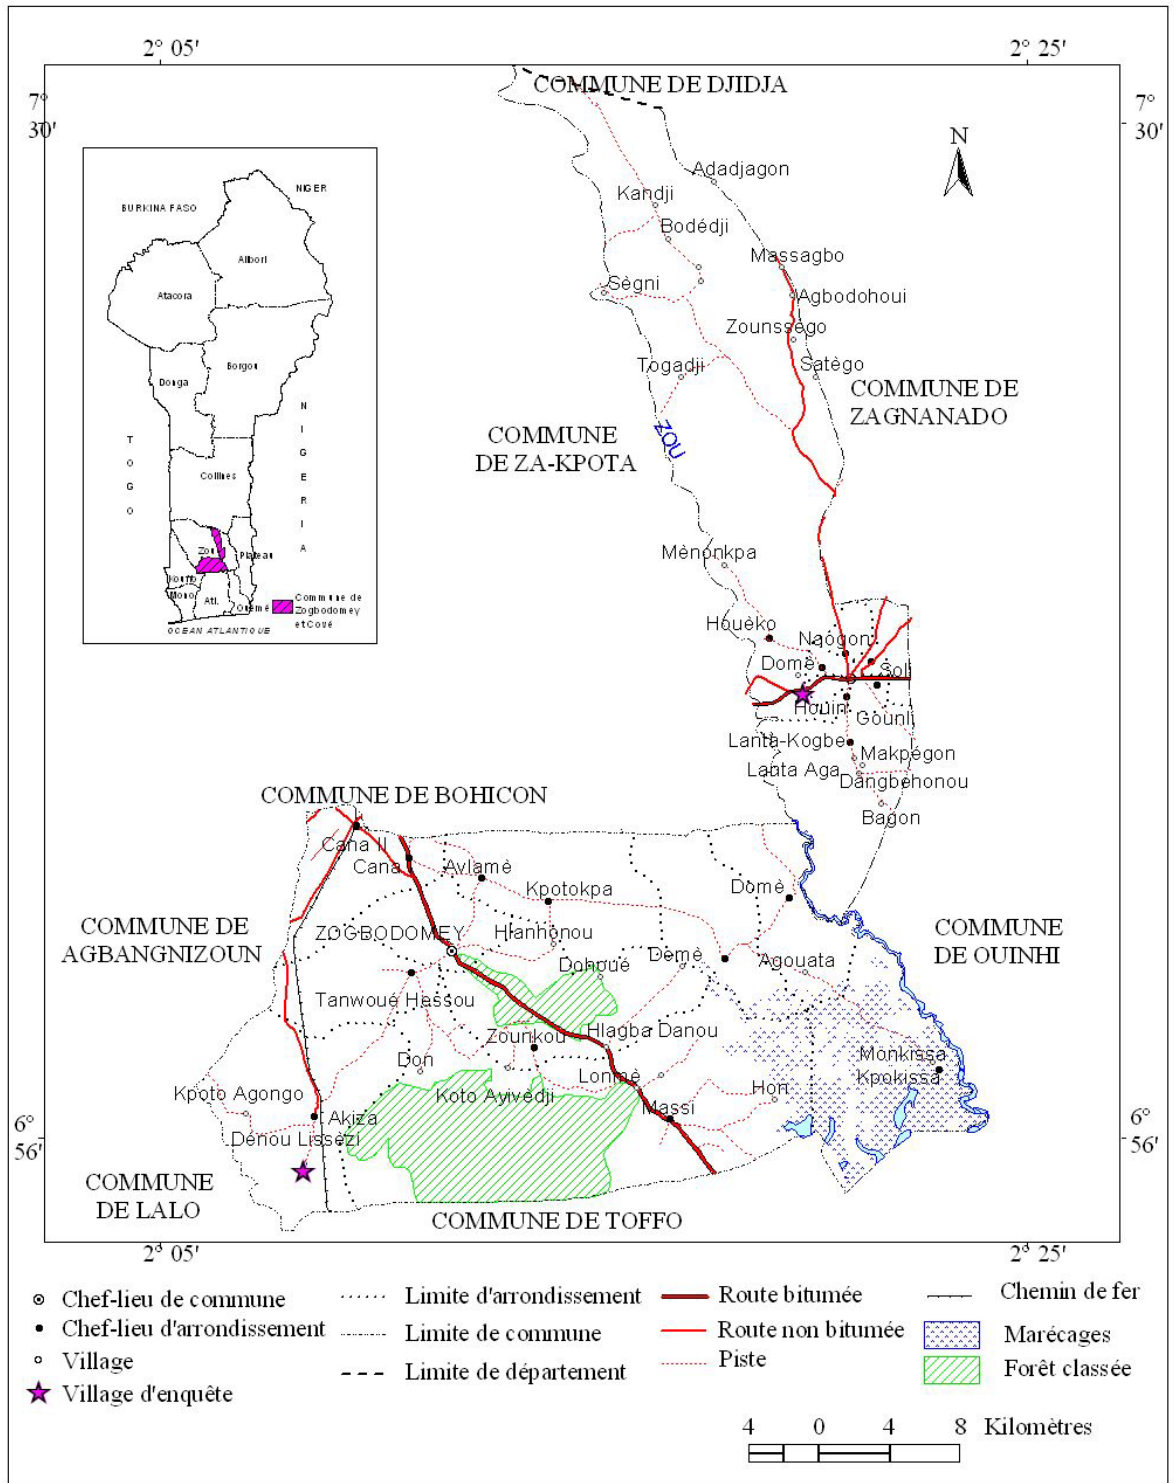 2° 05'
2° 25'
7°
30'
7°
30'
COMMUNE DE DJIDJA
N
Adadjagon
Kandji
Bodédji
Massagbo
Sègni
Agbodohoui
Zounssègo
Togadji
Satègo
COMMUNE DE
ZAGNANADO
COMMUNE
DE ZA-KPOTA
ZOU
BURKINA FASO
NIGER
Alibori
Atacora
Borgou
Donga
TOGO
NIGERIA
Collines
Zou
Plateau
Kouffo
Mono
Atl.
Ouémé
Commune de
Zogbodomey
et Cové
OCEAN ATLANTIQUE
Mènonkpa
Houèko
Naogon
Domè
Soli
Houin
Gounli
Lanta-Kogbe
Makpégon
Lanta Aga
Dangbehonou
Bagon
COMMUNE DE BOHICON
Cana II
Cana
Avlamè
Kpotokpa
Domè
COMMUNE DE
AGBANGNIZOUN
ZOGBODOMEY
Hlanhonou
Dohouè
Dèmè
Agouata
COMMUNE
DE OUINHI
Tanwoué Hessou
Zounkou
Hlagba Danou
Don
Lonmè
Monkissa
Kpokissa
Kpoto Agongo
Koto Ayivèdji
Hon
Massi
Akiza
Dénou Lissèzi
6°
56'
6°
56'
COMMUNE
DE LALO
COMMUNE DE TOFFO
2° 05'
2° 25'
Chef-lieu de commune
Chef-lieu d'arrondissement
Village
Village d'enquête
Limite d'arrondissement
Limite de commune
Limite de département
Route bitumée
Route non bitumée
Piste
Chemin de fer
Marécages
Forêt classée
4 0 4 8 Kilomètres